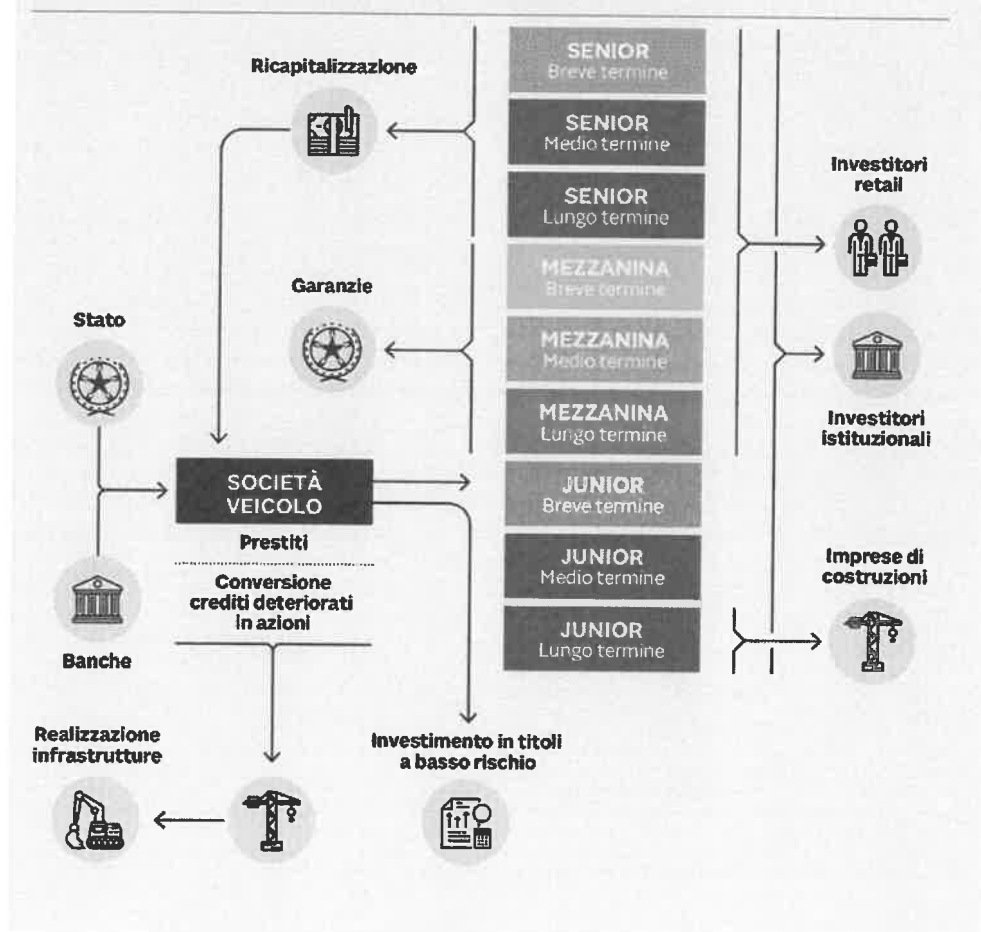 Ricapitalizzazione
SENIOR
Breve termine
SENIOR
Medio termine
SENIOR
Lungo termine
MEZZANINA
Breve termine
MEZZANINA
Medio termine
MEZZANINA
Lungo termine
JUNIOR
Breve termine
JUNIOR
Medio termine
JUNIOR
Lungo termine
Investitori
retail
Investitori
istituzionali
Imprese di
costruzioni
Garanzie
Stato
SOCIETÀ
VEICOLO
Prestiti
Conversione
crediti deteriorati
in azioni
Banche
Realizzazione
infrastrutture
Investimento in titoli
a basso rischio